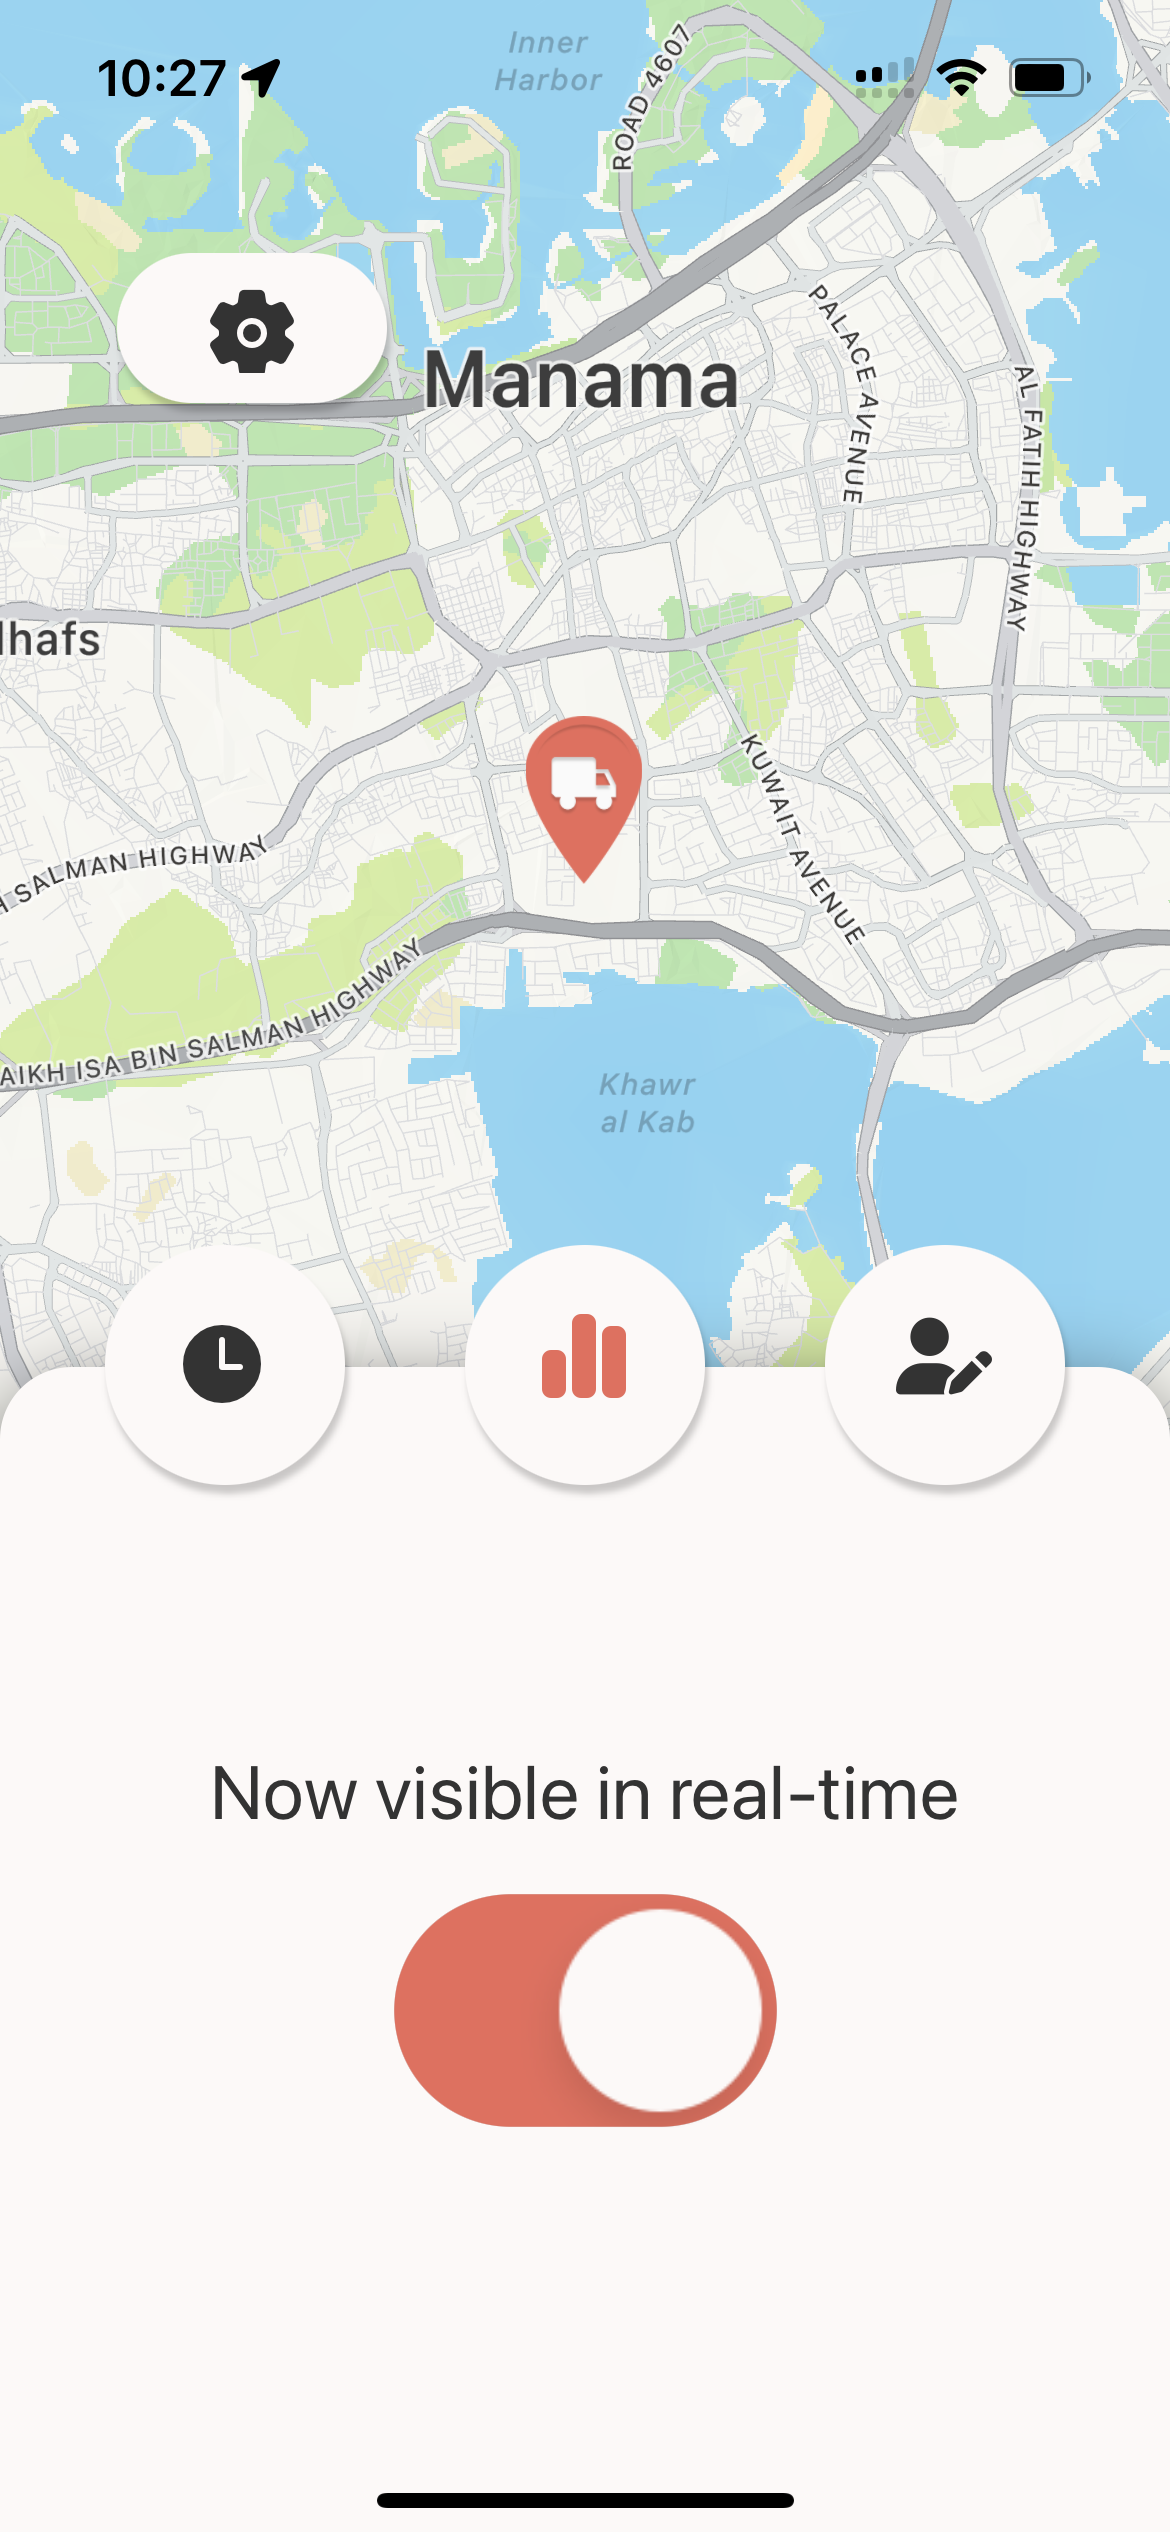 10:27
Inner
Harbor
ROAD 4607
PALACE AVENUE
Manama
AL FATIH HIGHWAY
lhafs
KUWAIT AVENUE
H SALMAN HIGHWAY
AIKH ISA BIN SALMAN HIGHWAY
Khawr
al Kab
Now visible in real-time